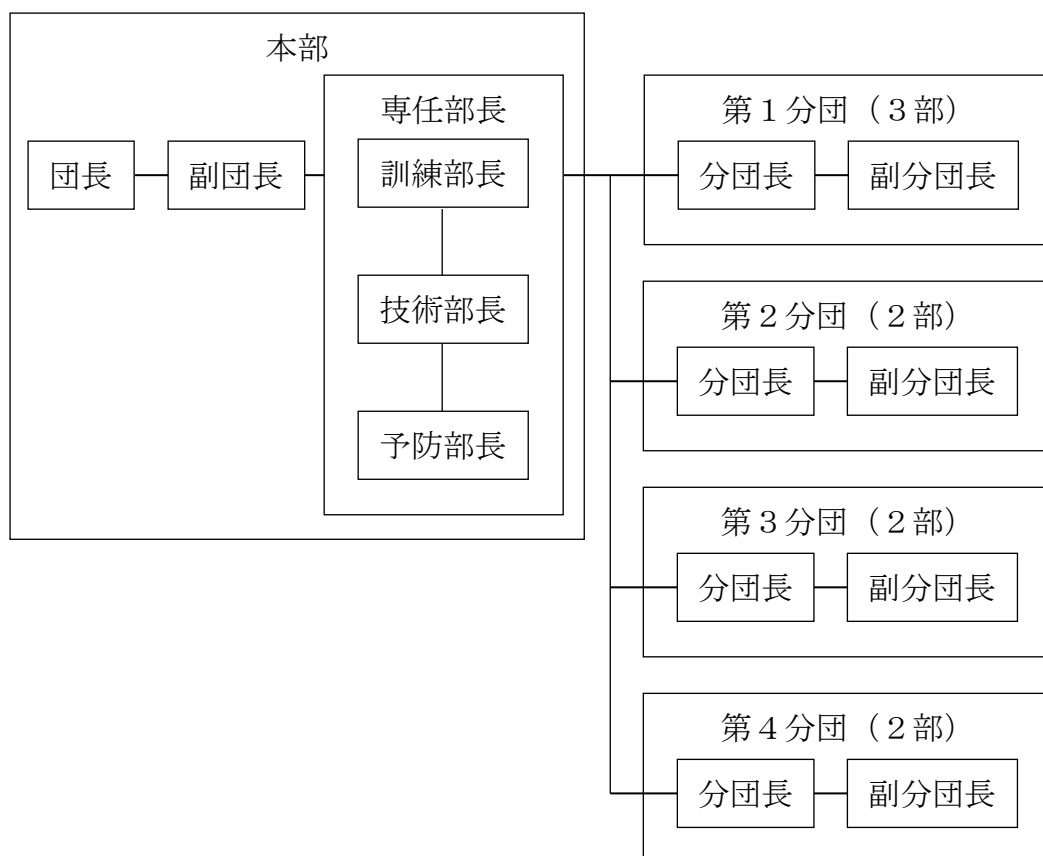 本部
団長
副団長
専任部長
訓練部長
技術部長
予防部長
第１分団（３部）
分団長
副分団長
第２分団（２部）
分団長
副分団長
第３分団（２部）
分団長
副分団長
第４分団（２部）
分団長
副分団長